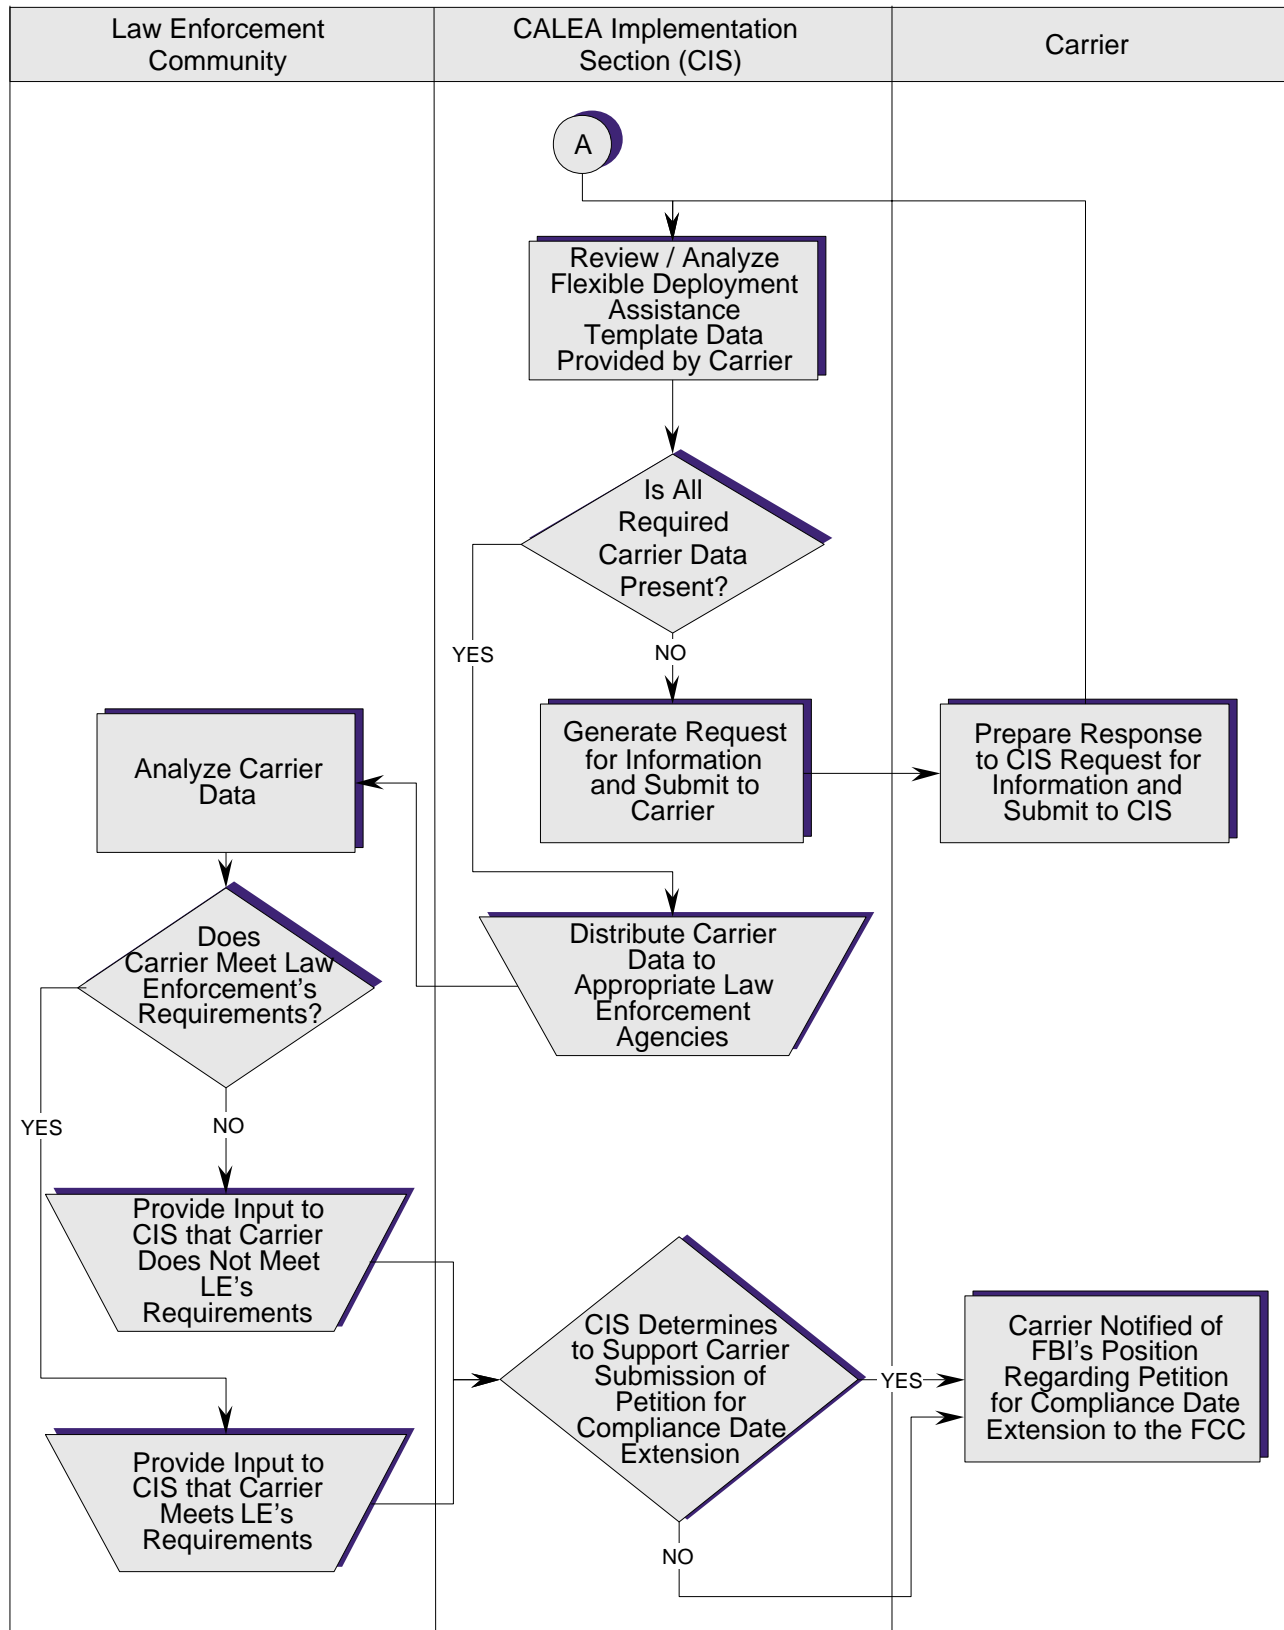 Law Enforcement
Community
CALEA Implementation
Section (CIS)
Carrier
A
Review / Analyze
Flexible Deployment
Assistance
Template Data
Provided by Carrier
Is All
Required
Carrier Data
Present?
YES
NO
Generate Request
for Information
and Submit to
Carrier
Prepare Response
to CIS Request for
Information and
Submit to CIS
Analyze Carrier
Data
Distribute Carrier
Data to
Appropriate Law
Enforcement
Agencies
Does
Carrier Meet Law
Enforcement's
Requirements?
YES
NO
Provide Input to
CIS that Carrier
Does Not Meet
LE's
Requirements
CIS Determines
to Support Carrier
Submission of
Petition for
Compliance Date
Extension
YES
Carrier Notified of
FBI's Position
Regarding Petition
for Compliance Date
Extension to the FCC
Provide Input to
CIS that Carrier
Meets LE's
Requirements
NO